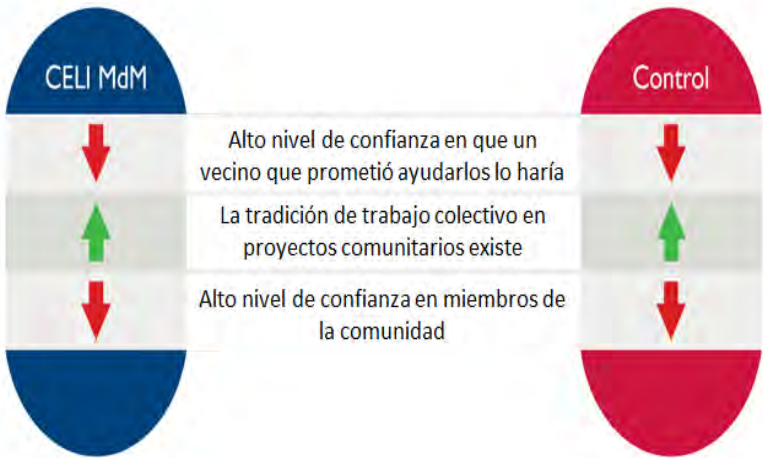 CELI MdM
Control
Alto nivel de confianza en que un
vecino que prometió ayudarlos lo haría
La tradición de trabajo colectivo en
proyectos comunitarios existe
Alto nivel de confianza en miembros de
la comunidad